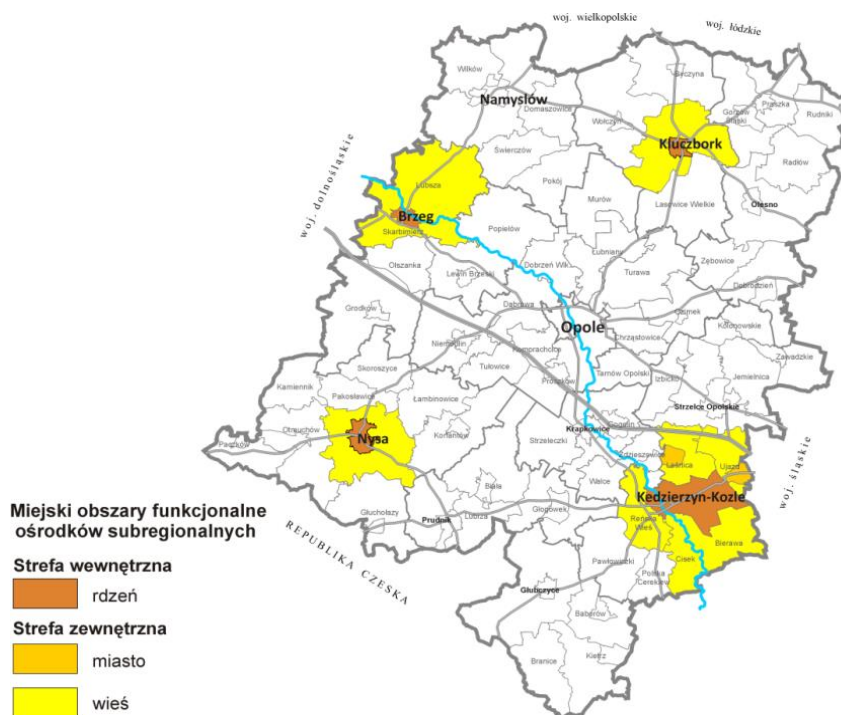 woj. wielkopolskie
woj. łódzkie
Byczyna
Wilków
Namysłów
Domaszowice
Wołczyn
Gorzów
Śląski
Praszka
Rudniki
Kluczbork
Świerczów
Radłów
woj. dolnośląskie
Lubsza
Pokój
Murów
Lasowice Wielkie
Olesno
Brzeg
Skarbimierz
Popielów
Łubniany
Zębowice
Olszanka
Lewin Brzeski
Dobrzeń Wlk.
Turawa
Dobrodzień
Grodków
Dąbrowa
Opole
Ozimek
Kolonowskie
Niemodlin
Komprachcice
Chrząstowice
Zawadzkie
Skoroszyce
Tułowice
Prószków
Tarnów Opolski
Izbicko
Jemielnica
Kamiennik
Pakosławice
Łambinowice
Strzelce Opolskie
Otmuchów
Nysa
Korfantów
Strzeleczki
Krapkowice
Gogolin
Paczków
Zdzieszowice
Leśnica
Ujazd
woj. śląskie
Biała
Walce
Kędzierzyn-Koźle
Głuchołazy
Prudnik
Lubrza
Głogówek
Reńska
Wieś
Bierawa
REPUBLIKA CZESKA
Pawłowiczki
Cisek
Polska
Cerekiew
Głubczyce
Baborów
Branice
Kietrz
Miejski obszary funkcjonalne
ośrodków subregionalnych
Strefa wewnętrzna
rdzeń
Strefa zewnętrzna
miasto
wieś